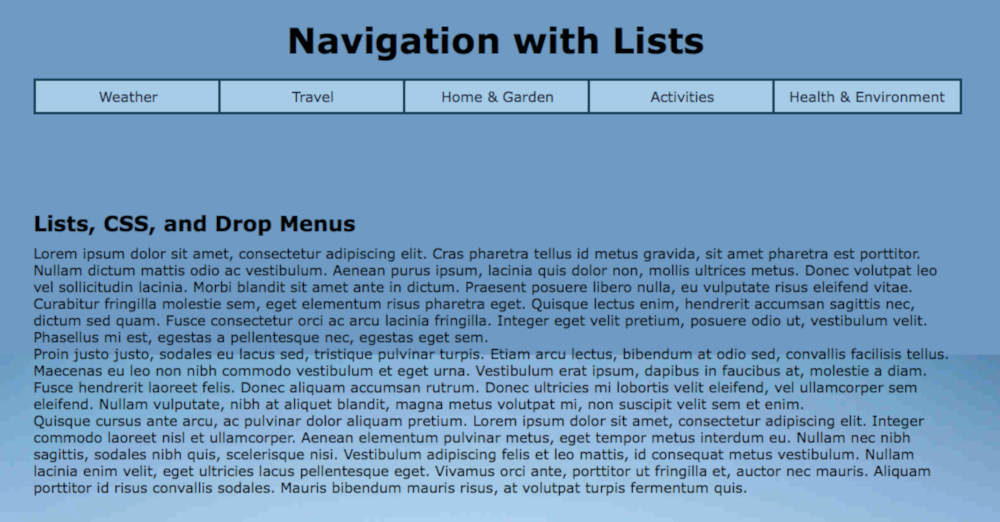 Navigation with Lists
Weather Travel Home & Garden Activities Health & Environment
Lists, CSS, and Drop Menus
Lorem ipsum dolor sit amet, consectetur adipiscing elit. Cras pharetra tellus id metus gravida, sit amet pharetra est porttitor.
Nullam dictum mattis odio ac vestibulum. Aenean purus ipsum, lacinia quis dolor non, mollis ultrices metus. Donec volutpat leo
vel sollicitudin lacinia. Morbi blandit sit amet ante in dictum. Praesent posuere libero nulla, eu vulputate risus eleifend vitae.
Curabitur fringilla molestie sem, eget elementum risus pharetra eget. Quisque lectus enim, hendrerit accumsan sagittis nec,
dictum sed quam. Fusce consectetur orci ac arcu lacinia fringilla. Integer eget velit pretium, posuere odio ut, vestibulum velit.
Phasellus mi est, egestas a pellentesque nec, egestas eget sem.
Proin justo justo, sodales eu lacus sed, tristique pulvinar turpis. Etiam arcu lectus, bibendum at odio sed, convallis facilisis tellus.
Maecenas eu leo non nibh commodo vestibulum et eget urna. Vestibulum erat ipsum, dapibus in faucibus at, molestie a diam.
Fusce hendrerit laoreet felis. Donec aliquam accumsan rutrum. Donec ultricies mi lobortis velit eleifend, vel ullamcorper sem
eleifend. Nullam vulputate, nibh at aliquet blandit, magna metus volutpat mi, non suscipit velit sem et enim.
Quisque cursus ante arcu, ac pulvinar dolor aliquam pretium. Lorem ipsum dolor sit amet, consectetur adipiscing elit. Integer
commodo laoreet nisl et ullamcorper. Aenean elementum pulvinar metus, eget tempor metus interdum eu. Nullam nec nibh
sagittis, sodales nibh quis, scelerisque nisi. Vestibulum adipiscing felis et leo mattis, id consequat metus vestibulum. Nullam
lacinia enim velit, eget ultricies lacus pellentesque eget. Vivamus orci ante, porttitor ut fringilla et, auctor nec mauris. Aliquam
porttitor id risus convallis sodales. Mauris bibendum mauris risus, at volutpat turpis fermentum quis.